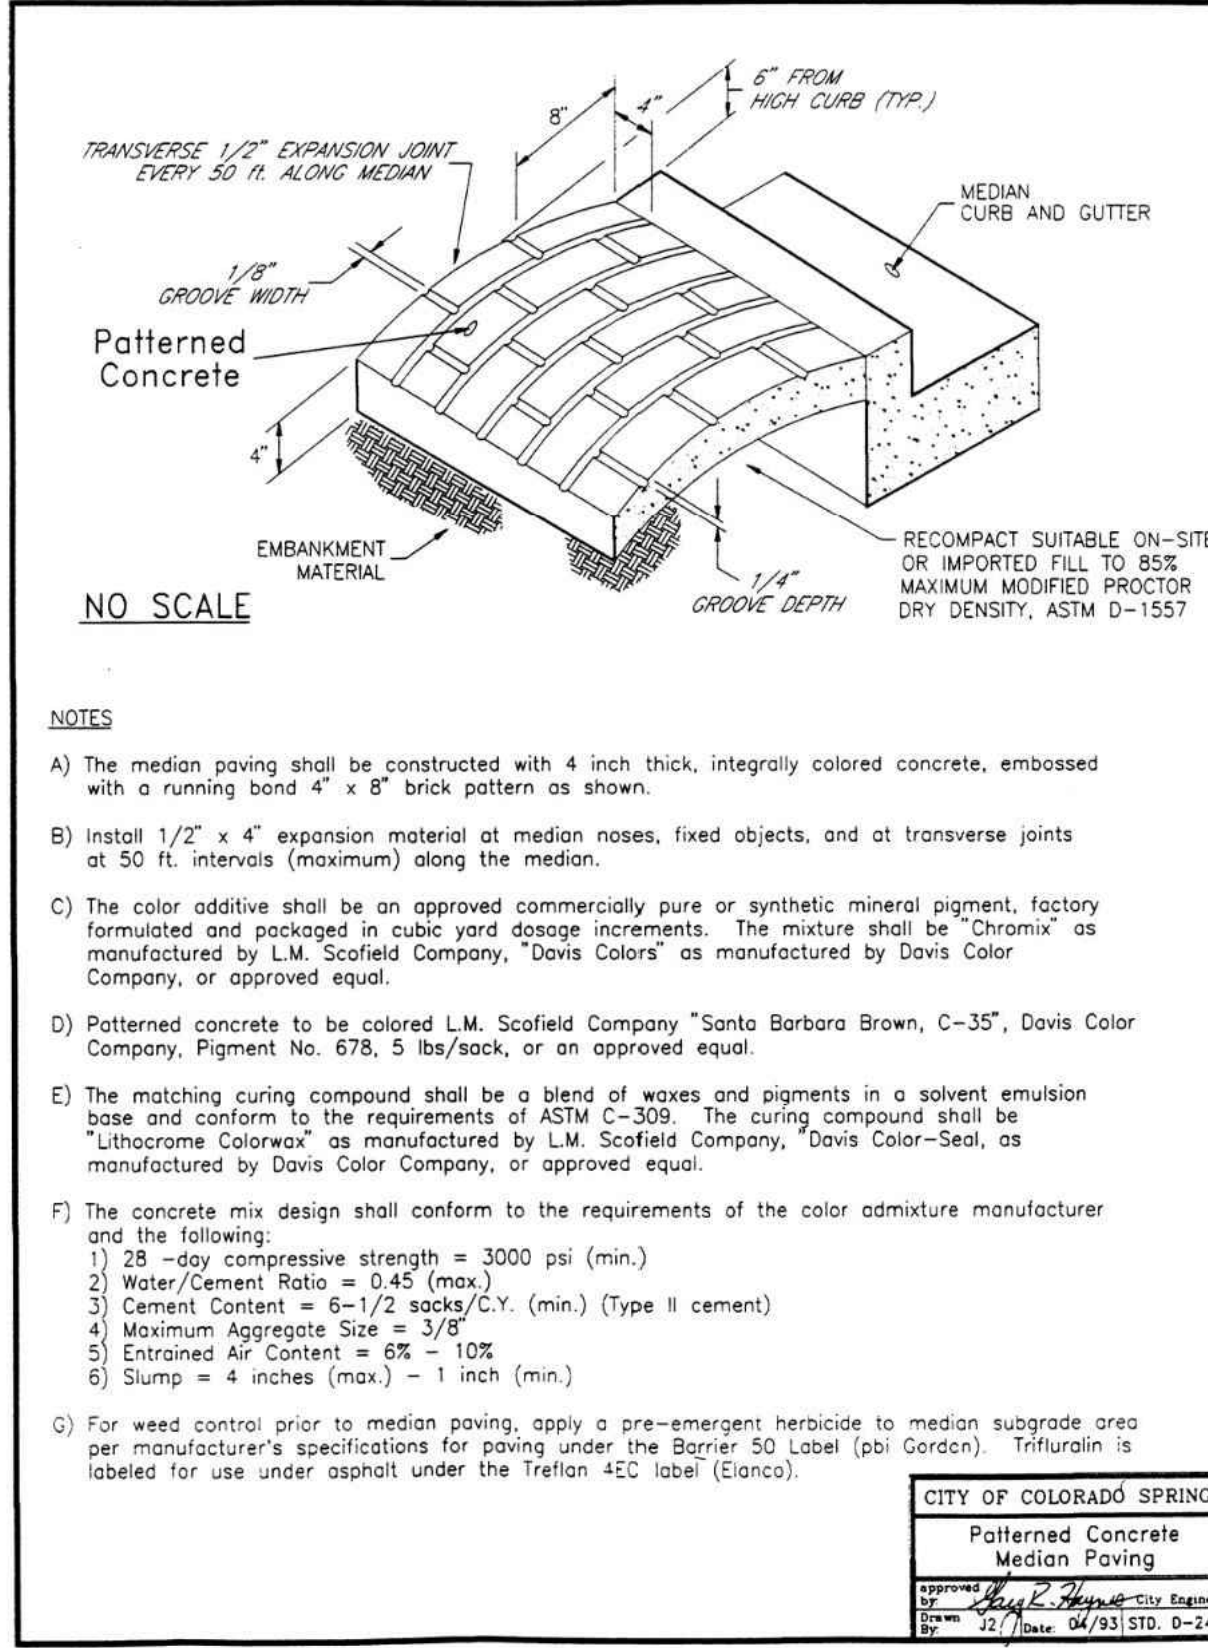 6" FROM
HIGH CURB (TYP.)
8"
4"
TRANSVERSE 1/2" EXPANSION JOINT
EVERY 50 ft. ALONG MEDIAN
MEDIAN
CURB AND GUTTER
1/8"
GROOVE WIDTH
Patterned
Concrete
4"
EMBANKMENT
MATERIAL
RECOMPACT SUITABLE ON-SITE
OR IMPORTED FILL TO 85%
MAXIMUM MODIFIED PROCTOR
DRY DENSITY, ASTM D-1557
1/4"
GROOVE DEPTH
NO SCALE
NOTES
A) The median paving shall be constructed with 4 inch thick, integrally colored concrete, embossed
with a running bond 4" x 8" brick pattern as shown.
B) Install 1/2" x 4" expansion material at median noses, fixed objects, and at transverse joints
at 50 ft. intervals (maximum) along the median.
C) The color additive shall be an approved commercially pure or synthetic mineral pigment, factory
formulated and packaged in cubic yard dosage increments. The mixture shall be "Chromix" as
manufactured by L.M. Scofield Company, "Davis Colors" as manufactured by Davis Color
Company, or approved equal.
D) Patterned concrete to be colored L.M. Scofield Company "Santa Barbara Brown, C-35", Davis Color
Company, Pigment No. 678, 5 lbs/sack, or an approved equal.
E) The matching curing compound shall be a blend of waxes and pigments in a solvent emulsion
base and conform to the requirements of ASTM C-309. The curing compound shall be
"Lithocrome Colorwax" as manufactured by L.M. Scofield Company, "Davis Color-Seal, as
manufactured by Davis Color Company, or approved equal.
F) The concrete mix design shall conform to the requirements of the color admixture manufacturer
and the following:
1) 28 -day compressive strength = 3000 psi (min.)
2) Water/Cement Ratio = 0.45 (max.)
3) Cement Content = 6-1/2 sacks/C.Y. (min.) (Type II cement)
4) Maximum Aggregate Size = 3/8"
5) Entrained Air Content = 6% - 10%
6) Slump = 4 inches (max.) - 1 inch (min.)
G) For weed control prior to median paving, apply a pre-emergent herbicide to median subgrade area
per manufacturer's specifications for paving under the Barrier 50 Label (pbi Gordon). Trifluralin is
labeled for use under asphalt under the Treflan 4EC label (Elanco).
CITY OF COLORADO SPRING
Patterned Concrete
Median Paving
approved by: Gary R. Haynes City Engine
Drawn By: J2 Date: 04/93 STD. D-24